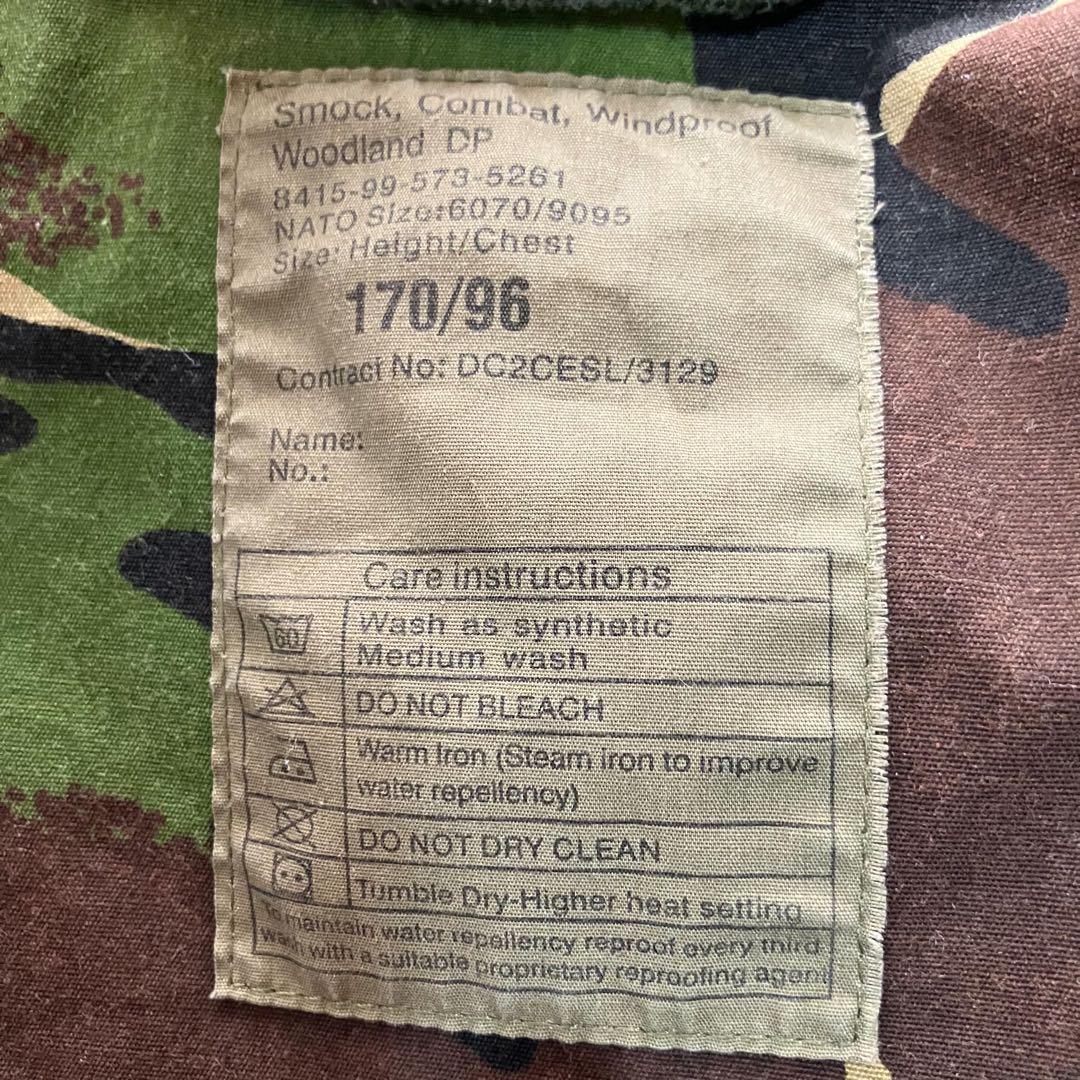 Smock, Combat, Windproof
Woodland DP
8415-99-573-5261
NATO Size:6070/9095
Size: Height/Chest
170/96
Contract No: DC2CESL/3129
Name:
No.:
Care instructions
60
Wash as synthetic
Medium wash
DO NOT BLEACH
Warm Iron (Steam iron to improve
water repellency)
DO NOT DRY CLEAN
Tumble Dry-Higher heat setting
To maintain water repellency reproof every third
wash with a suitable proprietary reproofing agent